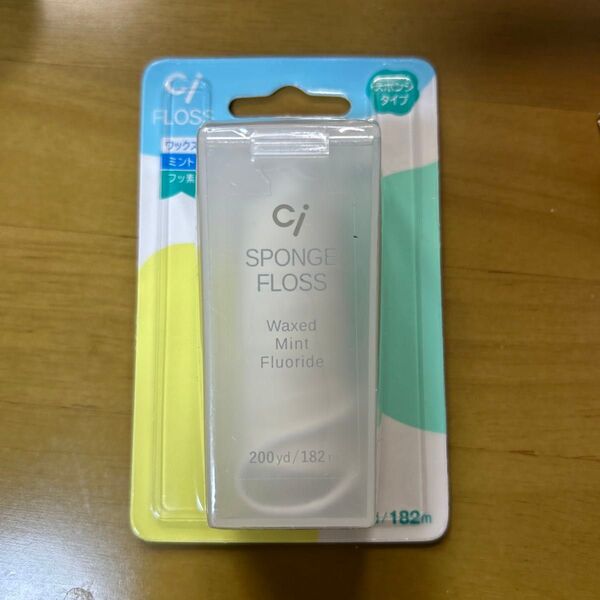 Ci
FLOSS
スポンジ
タイプ
ワックス
ミント
フッ素
Ci
SPONGE
FLOSS
Waxed
Mint
Fluoride
200yd/182
/182m